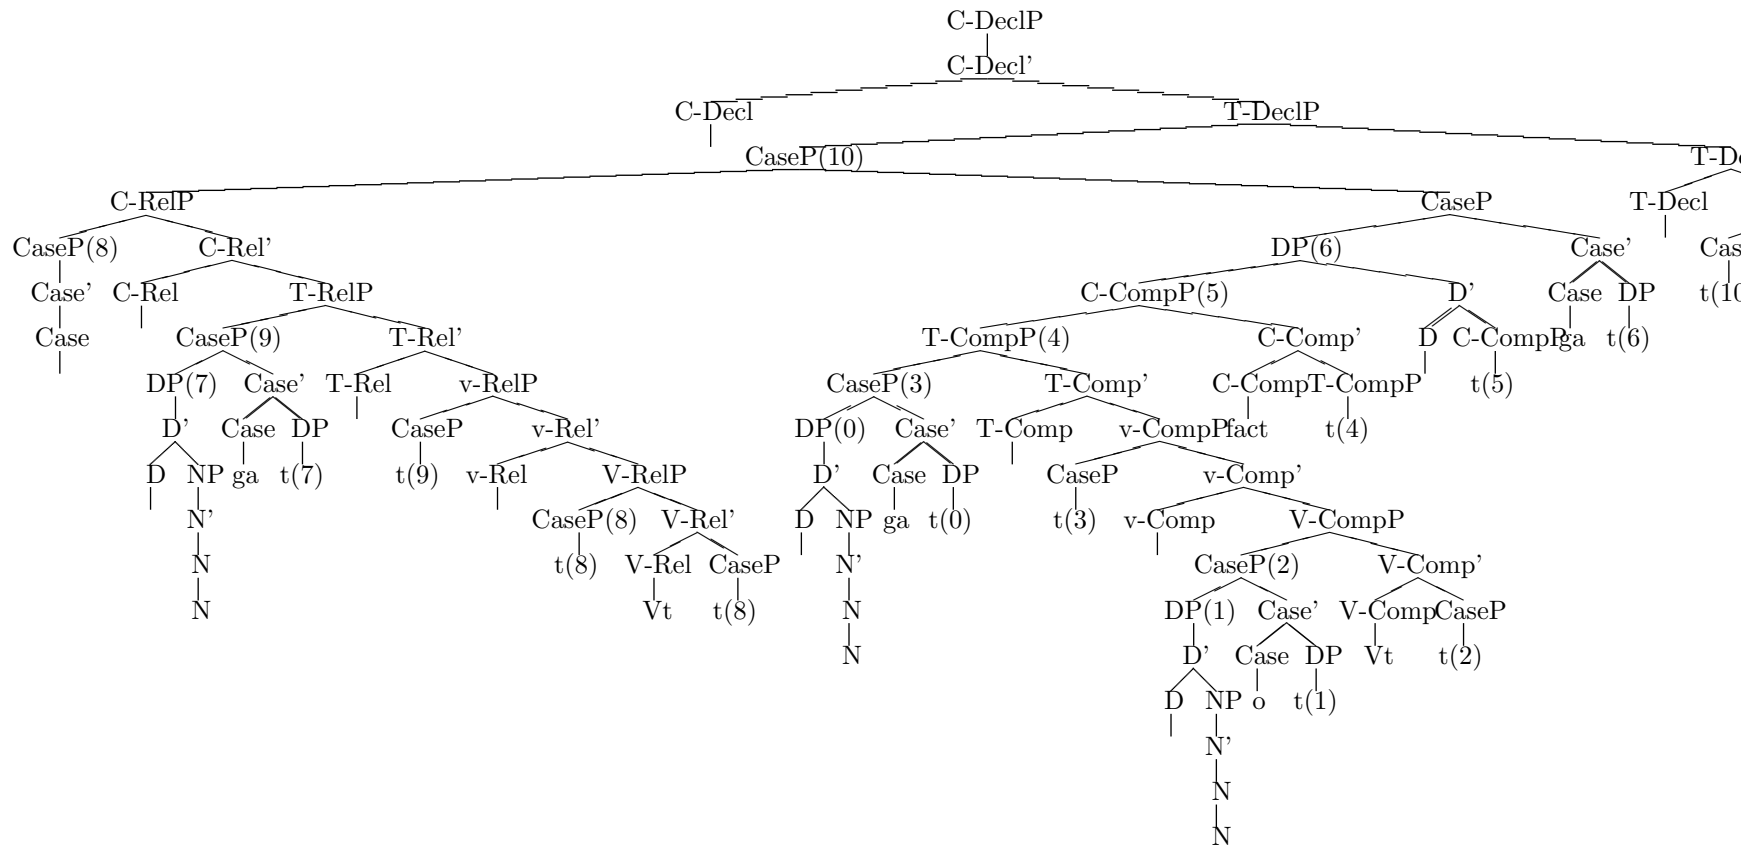 C-DeclP
C-Decl’
C-Decl T-DeclP
CaseP(10) T-De
C-RelP CaseP T-Decl
CaseP(8) C-Rel’ DP(6) Case’ Cas
Case’ C-Rel T-RelP C-CompP(5) D’ Case DP t(10
Case CaseP(9) T-Rel’ T-CompP(4) C-Comp’ D C-CompP ga t(6)
DP(7) Case’ T-Rel v-RelP CaseP(3) T-Comp’ C-Comp T-CompP t(5)
D’ Case DP CaseP v-Rel’ DP(0) Case’ T-Comp v-CompP fact t(4)
D NP ga t(7) t(9) v-Rel V-RelP D’ Case DP CaseP v-Comp’
N’ CaseP(8) V-Rel’ D NP ga t(0) t(3) v-Comp V-CompP
N t(8) V-Rel CaseP N’ CaseP(2) V-Comp’
N Vt t(8) N DP(1) Case’ V-Comp CaseP
N D’ Case DP Vt t(2)
D NP o t(1)
N’
N
N